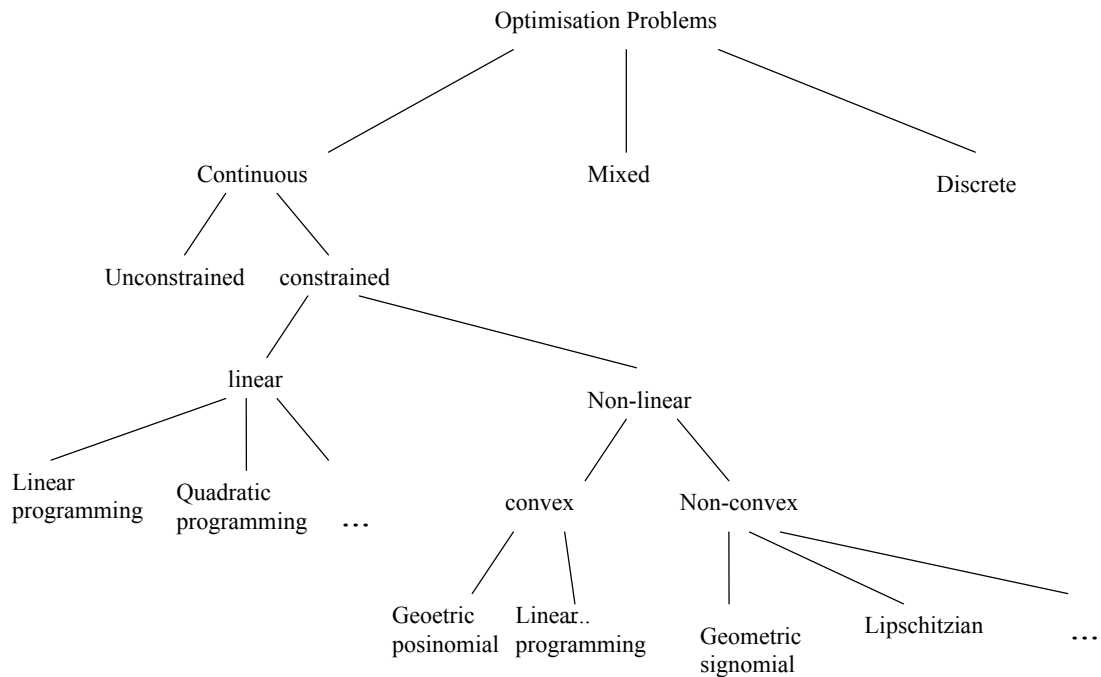 Optimisation Problems
Continuous
Mixed
Discrete
Unconstrained
constrained
linear
Non-linear
Linear
programming
Quadratic
programming
...
convex
Non-convex
Geoetric
posinomial
Linear...
programming
Geometric
signomial
Lipschitzian
...